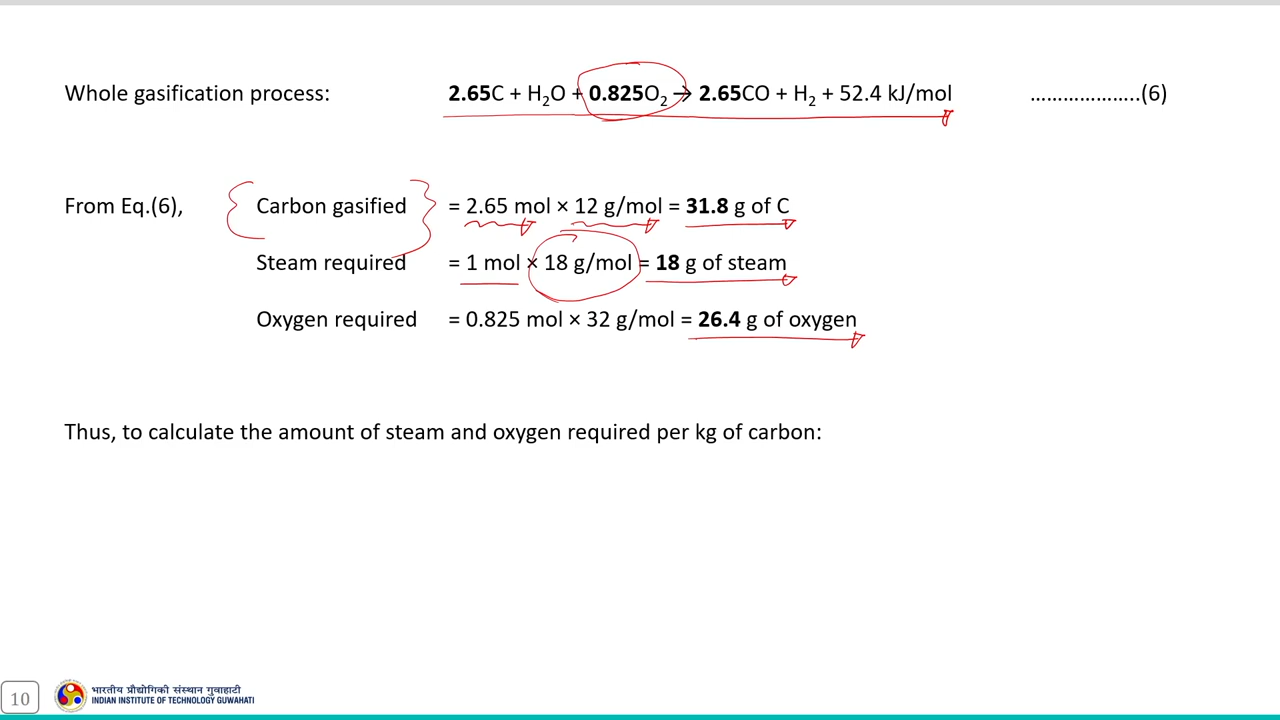 Whole gasification process: 2.65C + H₂O + 0.825O₂ → 2.65CO + H₂ + 52.4 kJ/mol ………………..(6)
From Eq.(6), Carbon gasified = 2.65 mol × 12 g/mol = 31.8 g of C
Steam required = 1 mol × 18 g/mol = 18 g of steam
Oxygen required = 0.825 mol × 32 g/mol = 26.4 g of oxygen
Thus, to calculate the amount of steam and oxygen required per kg of carbon:
10
भारतीय प्रौद्योगिकी संस्थान गुवाहाटी
INDIAN INSTITUTE OF TECHNOLOGY GUWAHATI